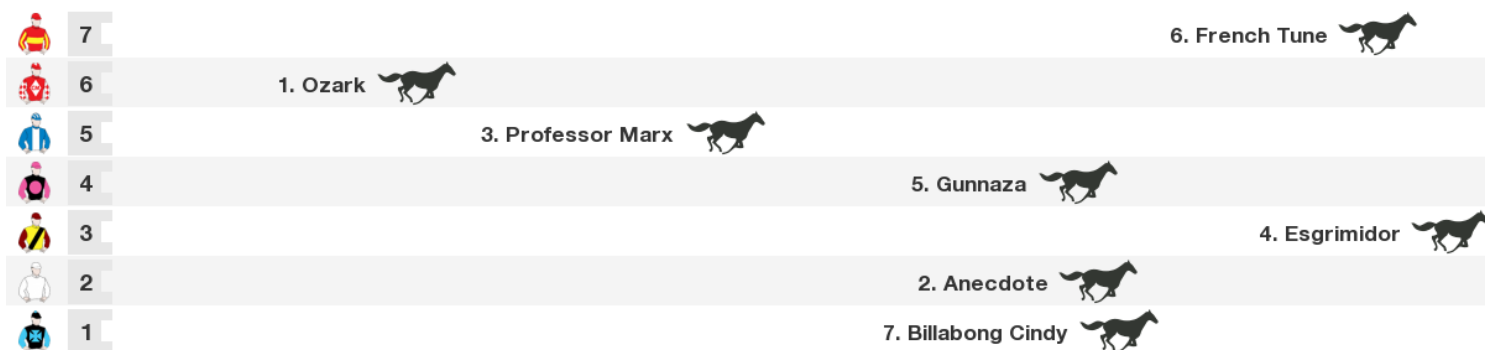 7 6. French Tune
6 1. Ozark
5 3. Professor Marx
4 5. Gunnaza
3 4. Esgrimidor
2 2. Anecdote
1 7. Billabong Cindy